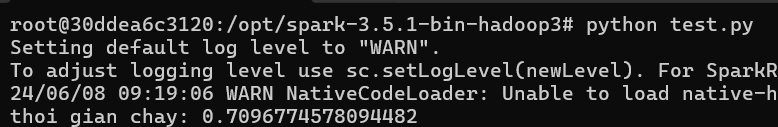 root@30ddea6c3120:/opt/spark-3.5.1-bin-hadoop3# python test.py
Setting default log level to "WARN".
To adjust logging level use sc.setLogLevel(newLevel). For SparkR
24/06/08 09:19:06 WARN NativeCodeLoader: Unable to load native-h
thoi gian chay: 0.7096774578094482